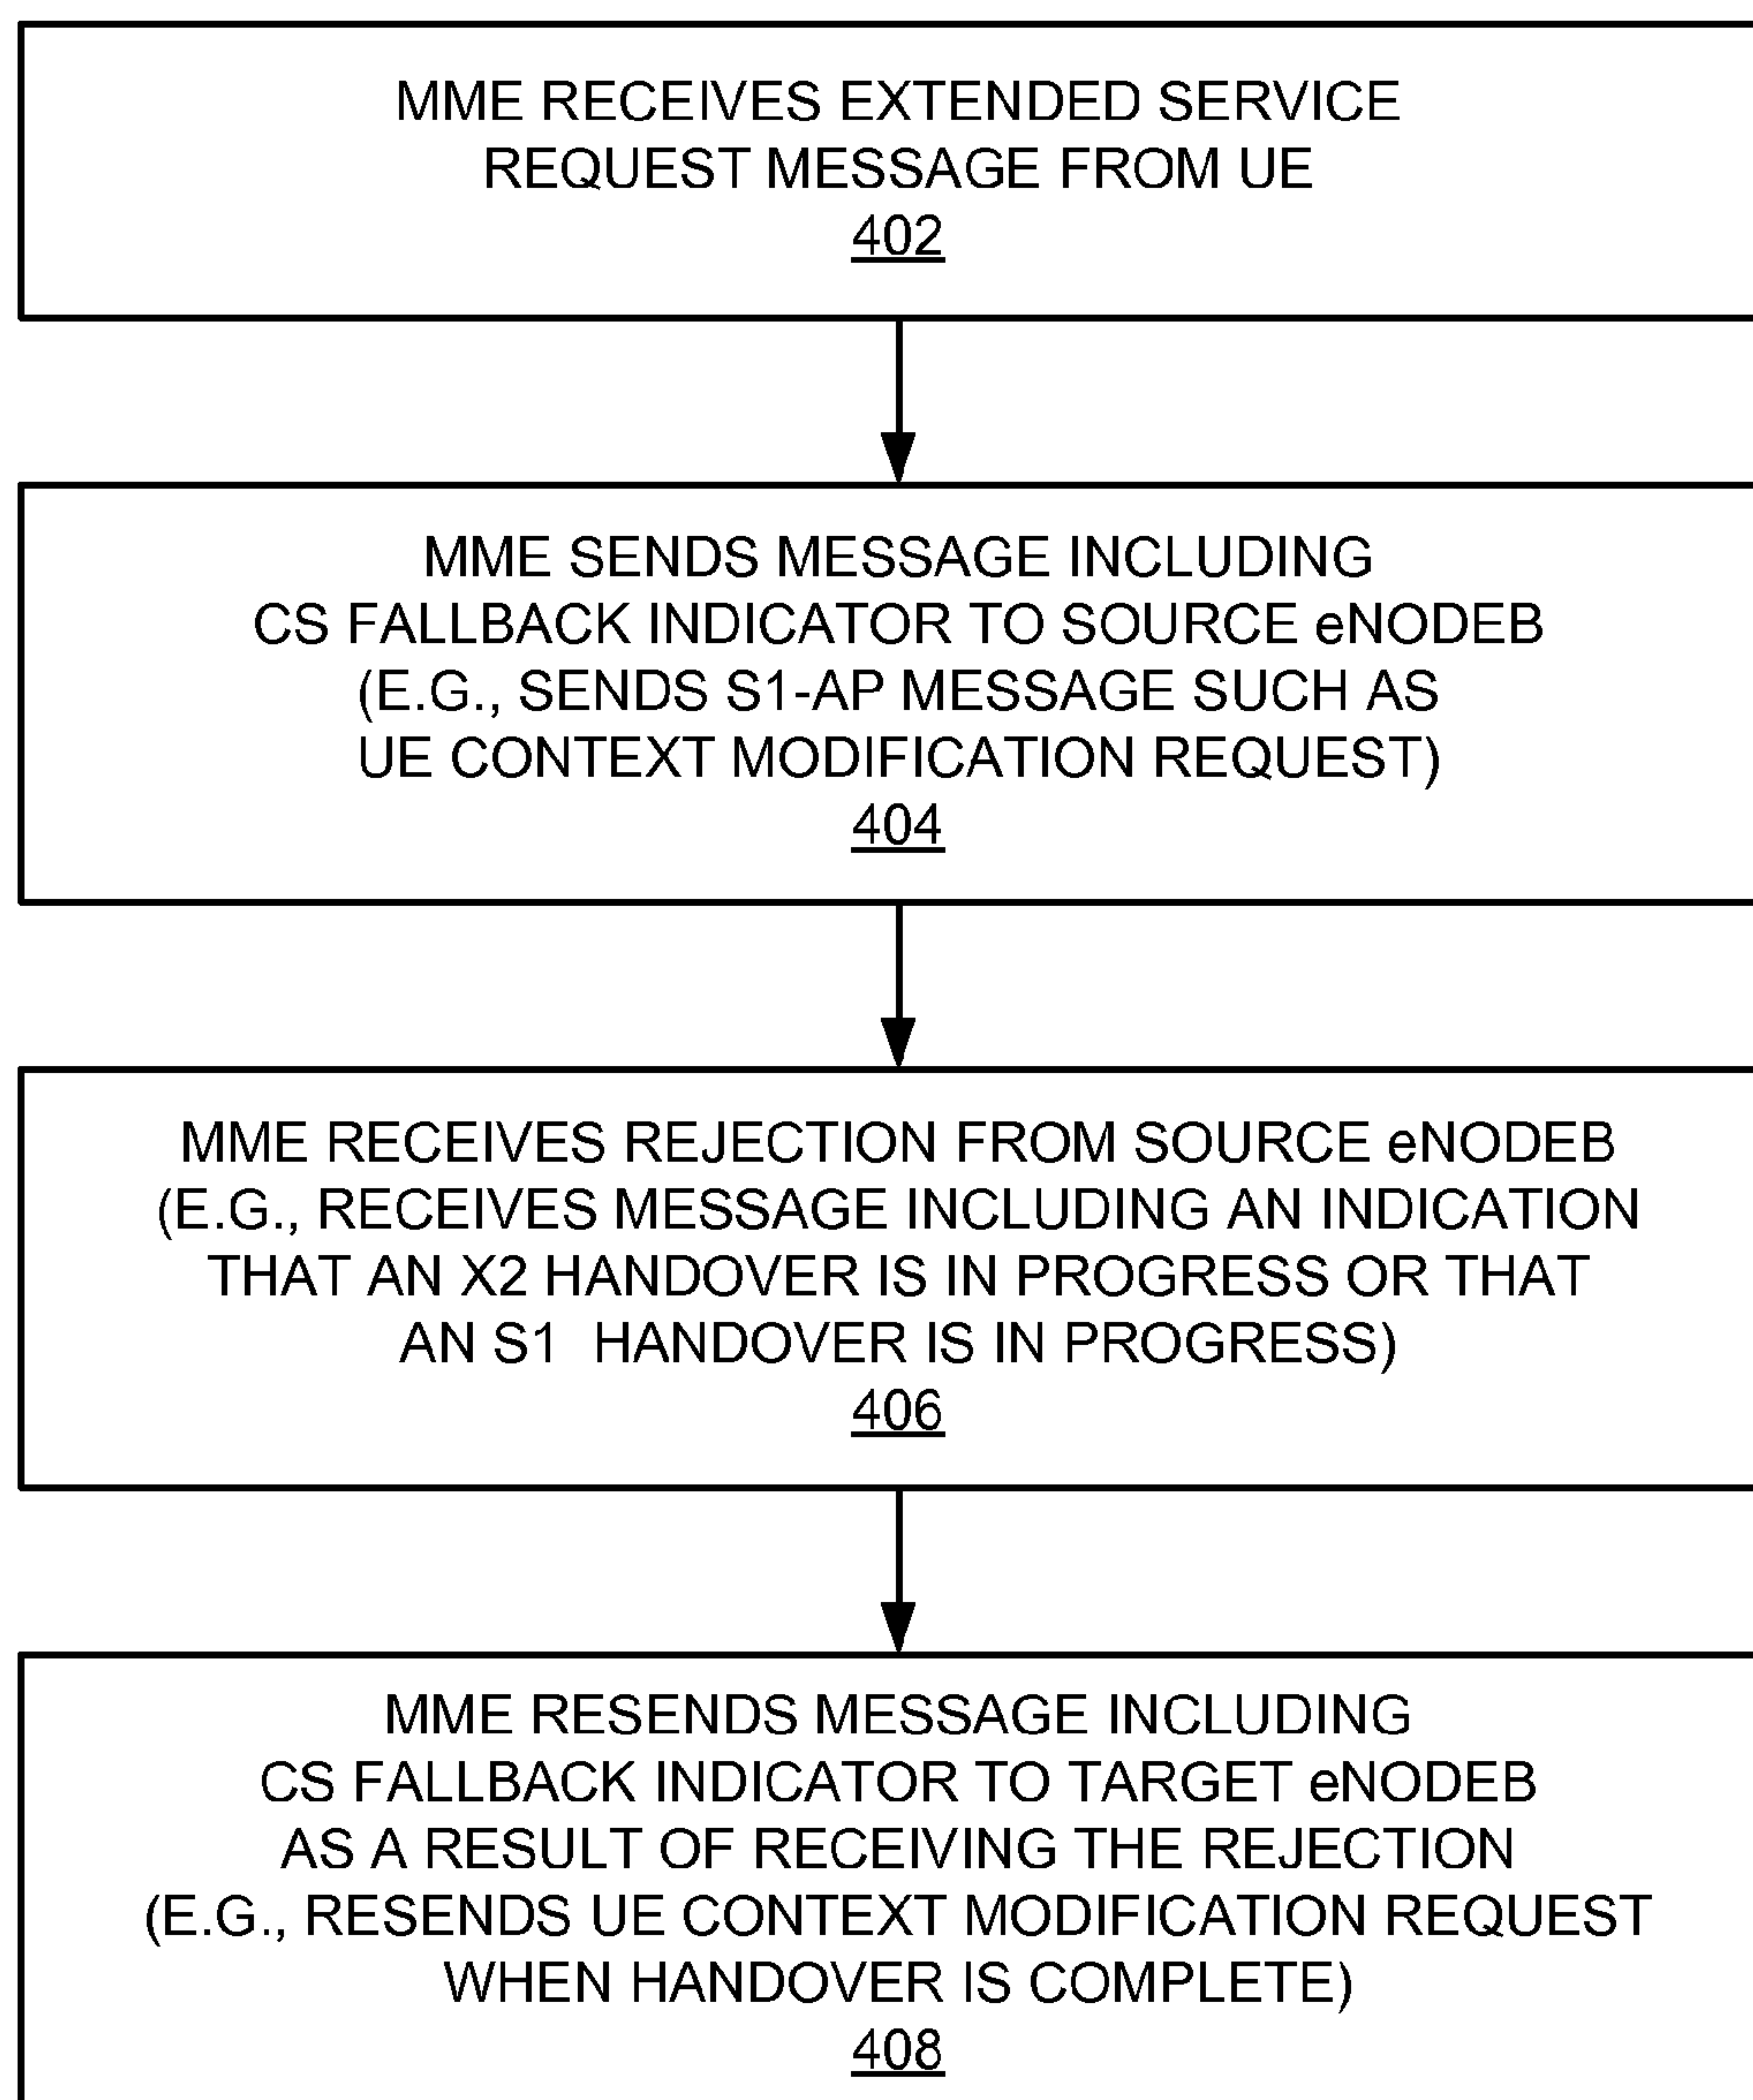 MME RECEIVES EXTENDED SERVICE
REQUEST MESSAGE FROM UE
402
MME SENDS MESSAGE INCLUDING
CS FALLBACK INDICATOR TO SOURCE eNODEB
(E.G., SENDS S1-AP MESSAGE SUCH AS
UE CONTEXT MODIFICATION REQUEST)
404
MME RECEIVES REJECTION FROM SOURCE eNODEB
(E.G., RECEIVES MESSAGE INCLUDING AN INDICATION
THAT AN X2 HANDOVER IS IN PROGRESS OR THAT
AN S1 HANDOVER IS IN PROGRESS)
406
MME RESENDS MESSAGE INCLUDING
CS FALLBACK INDICATOR TO TARGET eNODEB
AS A RESULT OF RECEIVING THE REJECTION
(E.G., RESENDS UE CONTEXT MODIFICATION REQUEST
WHEN HANDOVER IS COMPLETE)
408